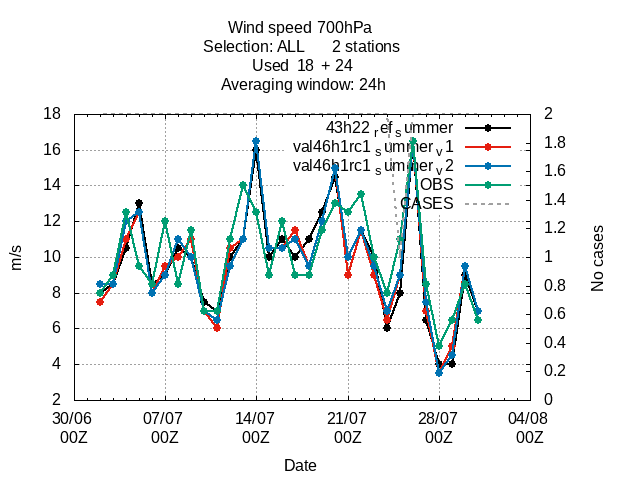 Wind speed 700hPa
Selection: ALL 2 stations
Used 18 + 24
Averaging window: 24h
18 2
43h22 ref summer
val46h1rc1 summer v1
val46h1rc1 summer v2
OBS
CASES
16 1.8
14 1.6
12 1.4
10 1.2
8 1
6 0.8
4 0.6
2 0.4
0.2
0
m/s
No cases
30/06 07/07 14/07 21/07 28/07 04/08
00Z 00Z 00Z 00Z 00Z 00Z
Date